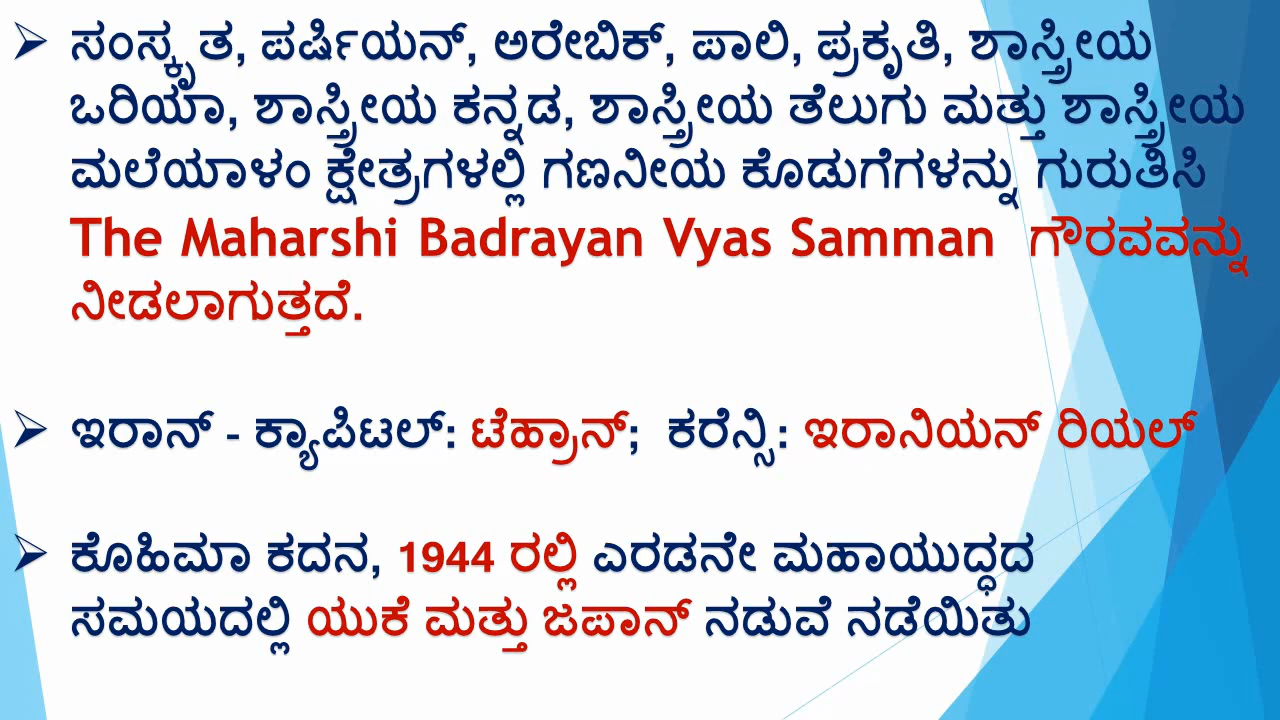 ಸಂಸ್ಕೃತ, ಪರ್ಷಿಯನ್, ಅರೇಬಿಕ್, ಪಾಲಿ, ಪ್ರಕೃತಿ, ಶಾಸ್ತ್ರೀಯ
ಒರಿಯಾ, ಶಾಸ್ತ್ರೀಯ ಕನ್ನಡ, ಶಾಸ್ತ್ರೀಯ ತೆಲುಗು ಮತ್ತು ಶಾಸ್ತ್ರೀಯ
ಮಲೆಯಾಳಂ ಕ್ಷೇತ್ರಗಳಲ್ಲಿ ಗಣನೀಯ ಕೊಡುಗೆಗಳನ್ನು ಗುರುತಿಸಿ
The Maharshi Badrayan Vyas Samman ಗೌರವವನ್ನು
ನೀಡಲಾಗುತ್ತದೆ.
ಇರಾನ್ - ಕ್ಯಾಪಿಟಲ್: ಟೆಹ್ರಾನ್; ಕರೆನ್ಸಿ: ಇರಾನಿಯನ್ ರಿಯಲ್
ಕೊಹಿಮಾ ಕದನ, 1944 ರಲ್ಲಿ ಎರಡನೇ ಮಹಾಯುದ್ಧದ
ಸಮಯದಲ್ಲಿ ಯುಕೆ ಮತ್ತು ಜಪಾನ್ ನಡುವೆ ನಡೆಯಿತು